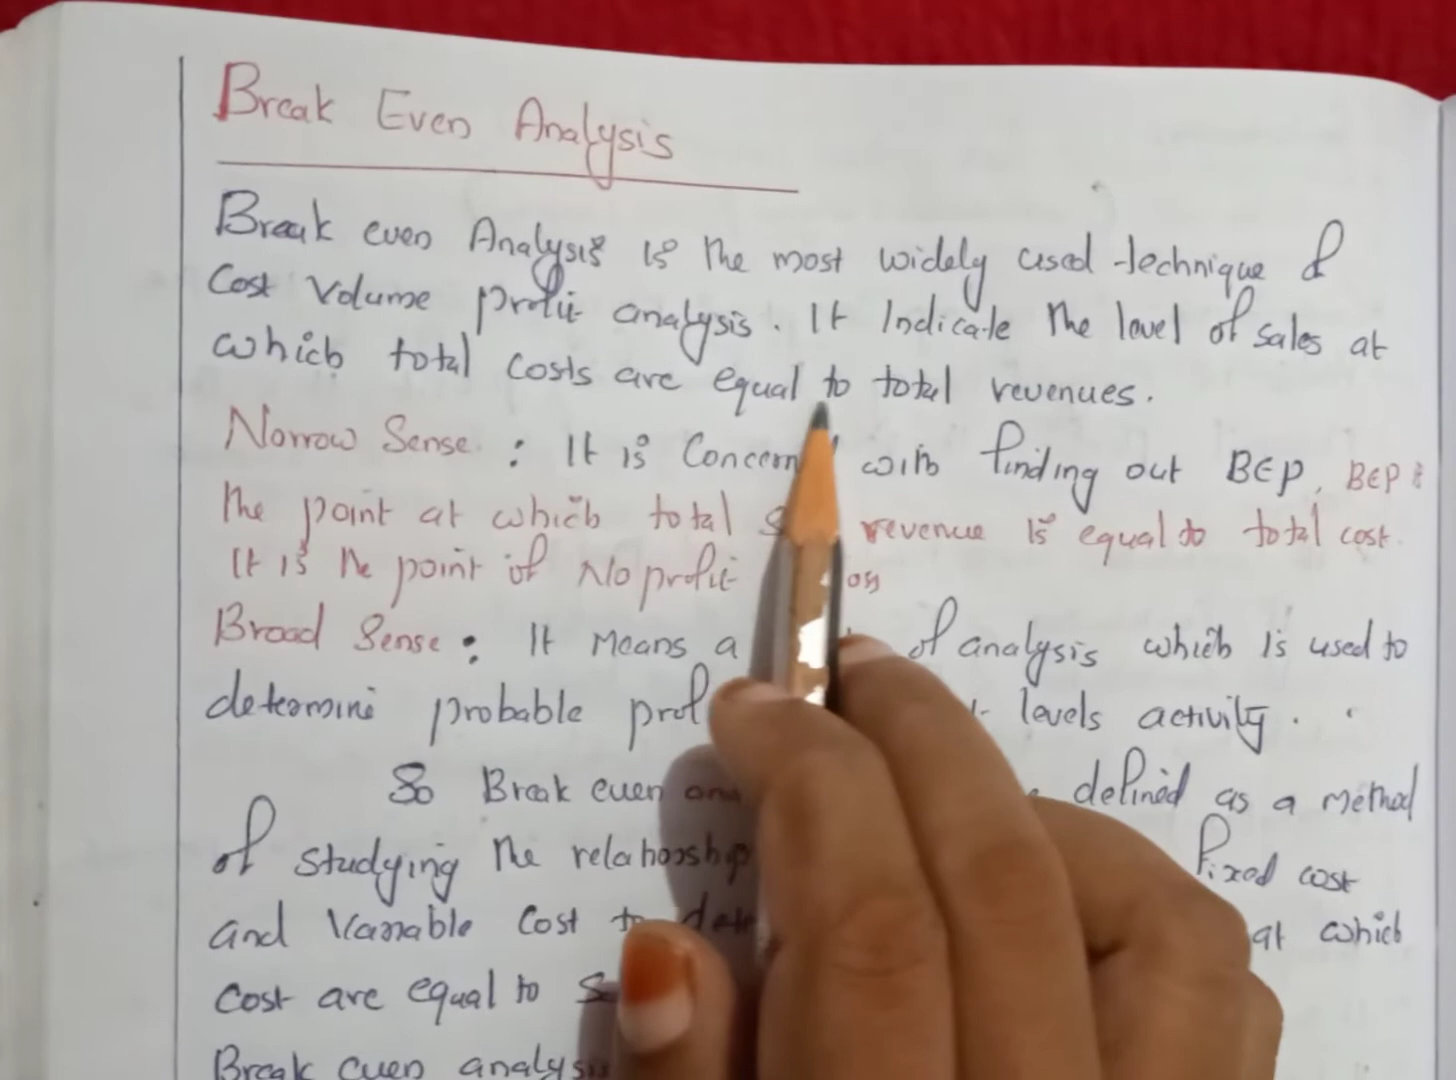 Break Even Analysis
Break even Analysis is the most widely used technique of
Cost Volume profit analysis. It Indicate the level of sales at
which total costs are equal to total revenues.
Narrow Sense : It is Concern with finding out BEP, BEP :
the point at which total revenue is equal to total cost.
It is the point of No profit
Broad Sense : It Means a of analysis which is used to
determine probable levels activity.
So Break even defined as a method
of studying the relationship fixed cost
and Variable Cost to at which
Cost are equal to
Break even analysis